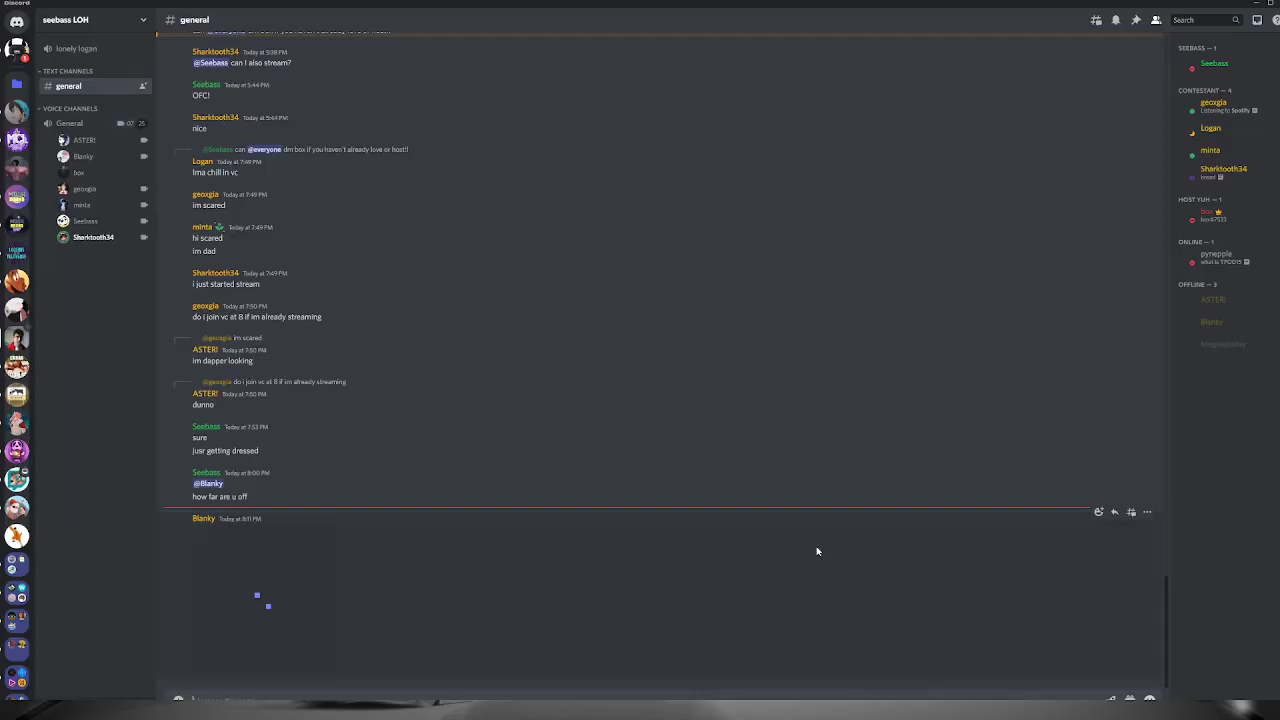 Discord
seebass LOH
general
Search
lonely logan
TEXT CHANNELS
general
VOICE CHANNELS
General
07 25
ASTER!
Blanky
box
geoxgia
minta
Seebass
Sharktooth34
Sharktooth34 Today at 5:38 PM
@Seebass can I also stream?
Seebass Today at 5:44 PM
OFC!
Sharktooth34 Today at 5:44 PM
nice
@Seebass can @everyone dm box if you haven't already love or host!!
Logan Today at 7:49 PM
Ima chill in vc
geoxgia Today at 7:49 PM
im scared
minta Today at 7:49 PM
hi scared
im dad
Sharktooth34 Today at 7:49 PM
i just started stream
geoxgia Today at 7:50 PM
do i join vc at 8 if im already streaming
@geoxgia im scared
ASTER! Today at 7:50 PM
im dapper looking
@geoxgia do i join vc at 8 if im already streaming
ASTER! Today at 7:50 PM
dunno
Seebass Today at 7:53 PM
sure
jusr getting dressed
Seebass Today at 8:00 PM
@Blanky
how far are u off
Blanky Today at 8:11 PM
SEEBASS — 1
Seebass
CONTESTANT — 4
geoxgia
Listening to Spotify
Logan
minta
Sharktooth34
HOST YUH — 1
box
ONLINE — 1
pynepple
what is TPOO15
OFFLINE — 3
ASTER!
Blanky